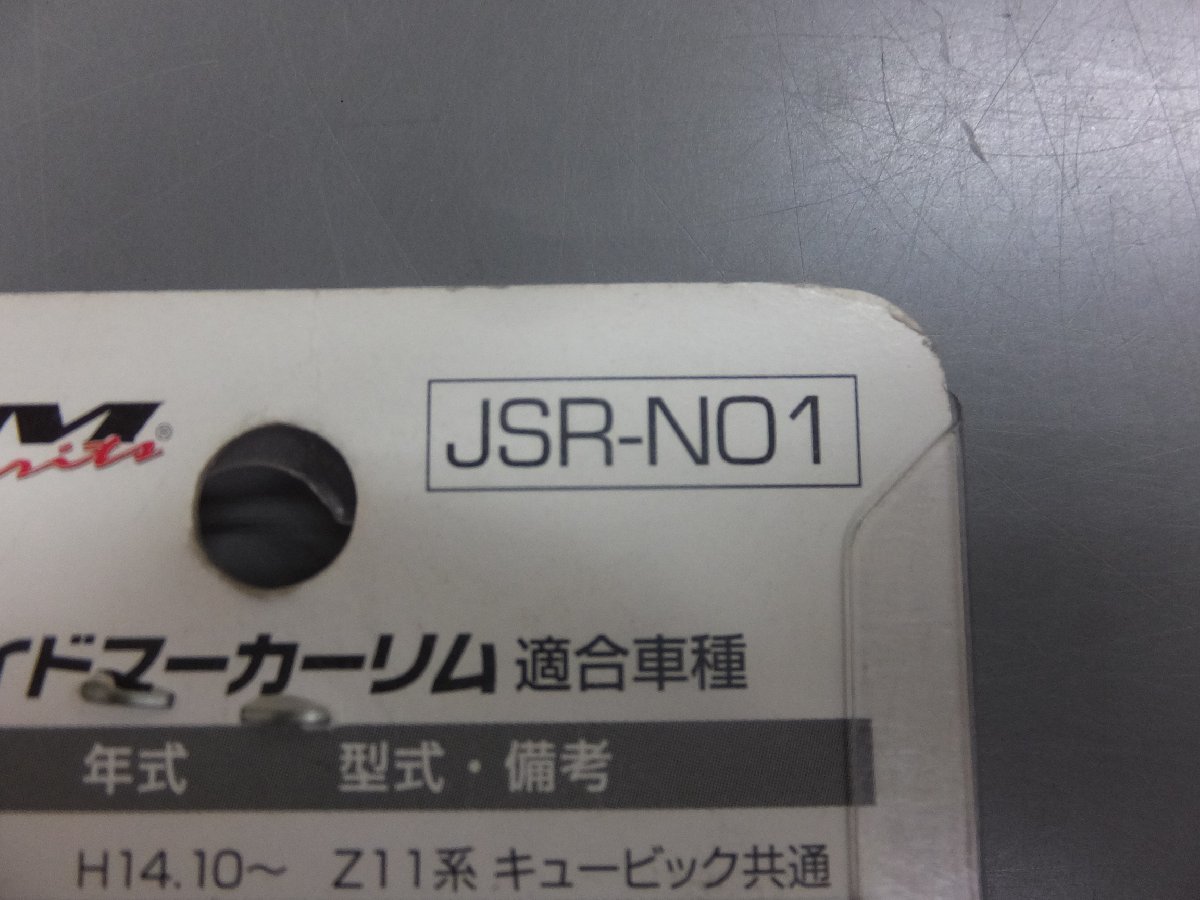 JSR-N01
イドマーカーリム 適合車種
年式 型式・備考
H14.10～ Z11系 キュービック共通